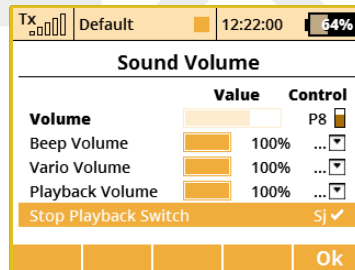 Tx Default 12:22:00 64%
Sound Volume
Value Control
Volume P8
Beep Volume 100% ...
Vario Volume 100% ...
Playback Volume 100% ...
Stop Playback Switch Sj ✔
Ok